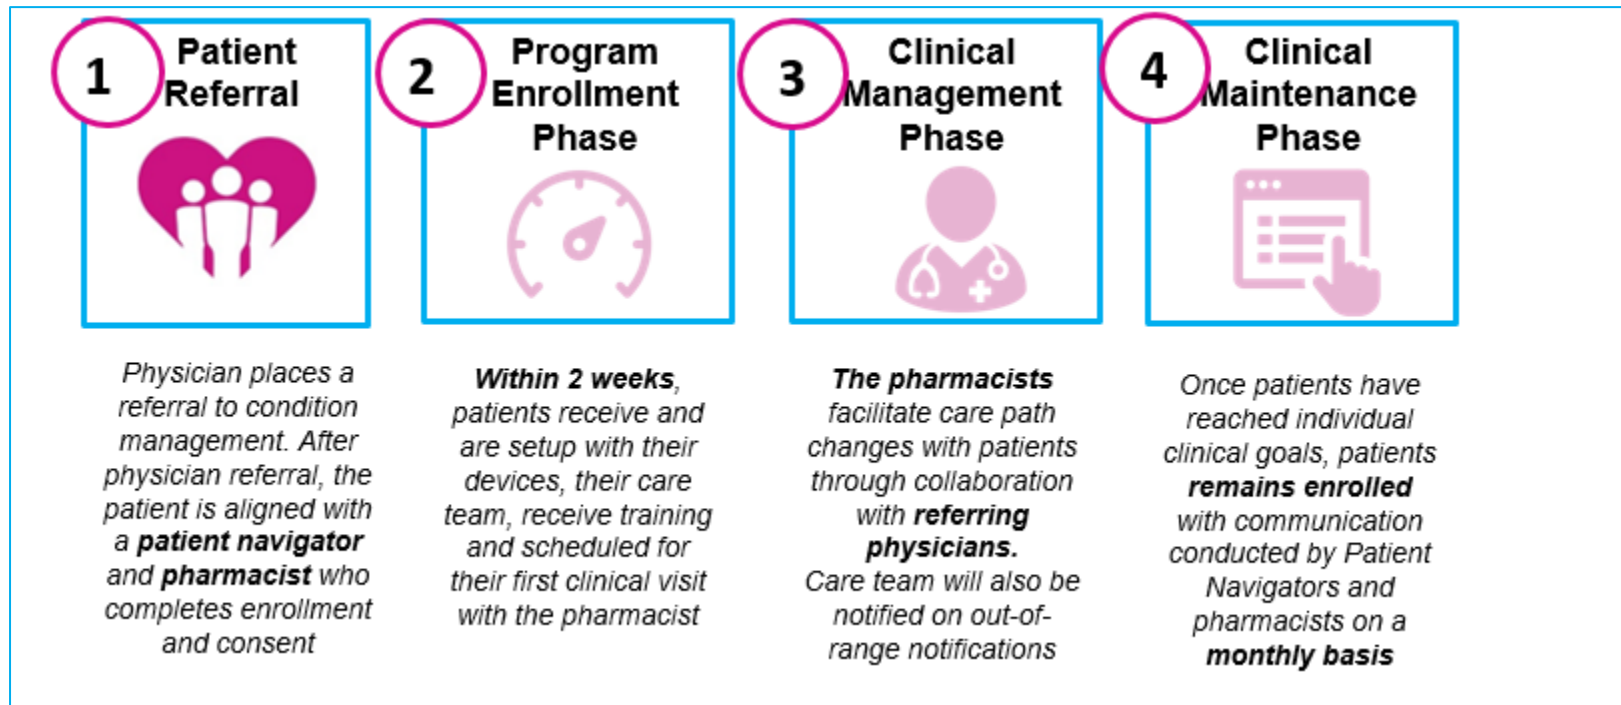 1
Patient
Referral
Physician places a
referral to condition
management. After
physician referral, the
patient is aligned with
a patient navigator
and pharmacist who
completes enrollment
and consent
2
Program
Enrollment
Phase
Within 2 weeks,
patients receive and
are setup with their
devices, their care
team, receive training
and scheduled for
their first clinical visit
with the pharmacist
3
Clinical
Management
Phase
The pharmacists
facilitate care path
changes with patients
through collaboration
with referring
physicians.
Care team will also be
notified on out-of-
range notifications
4
Clinical
Maintenance
Phase
Once patients have
reached individual
clinical goals, patients
remains enrolled
with communication
conducted by Patient
Navigators and
pharmacists on a
monthly basis